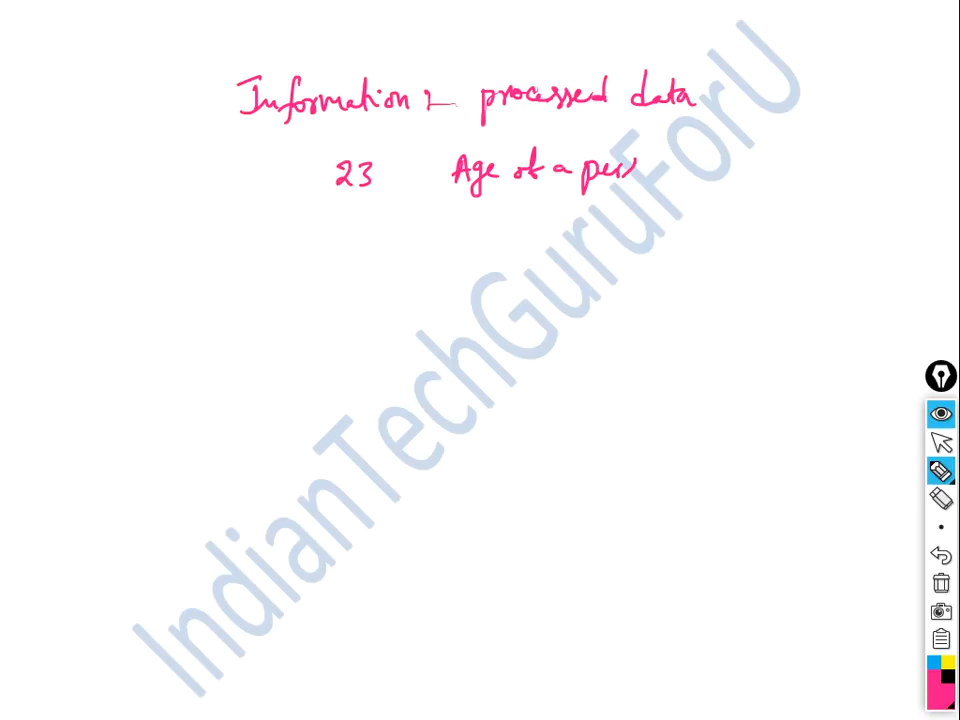 Information :- processed data
23 Age of a per
IndianTechGuruForU